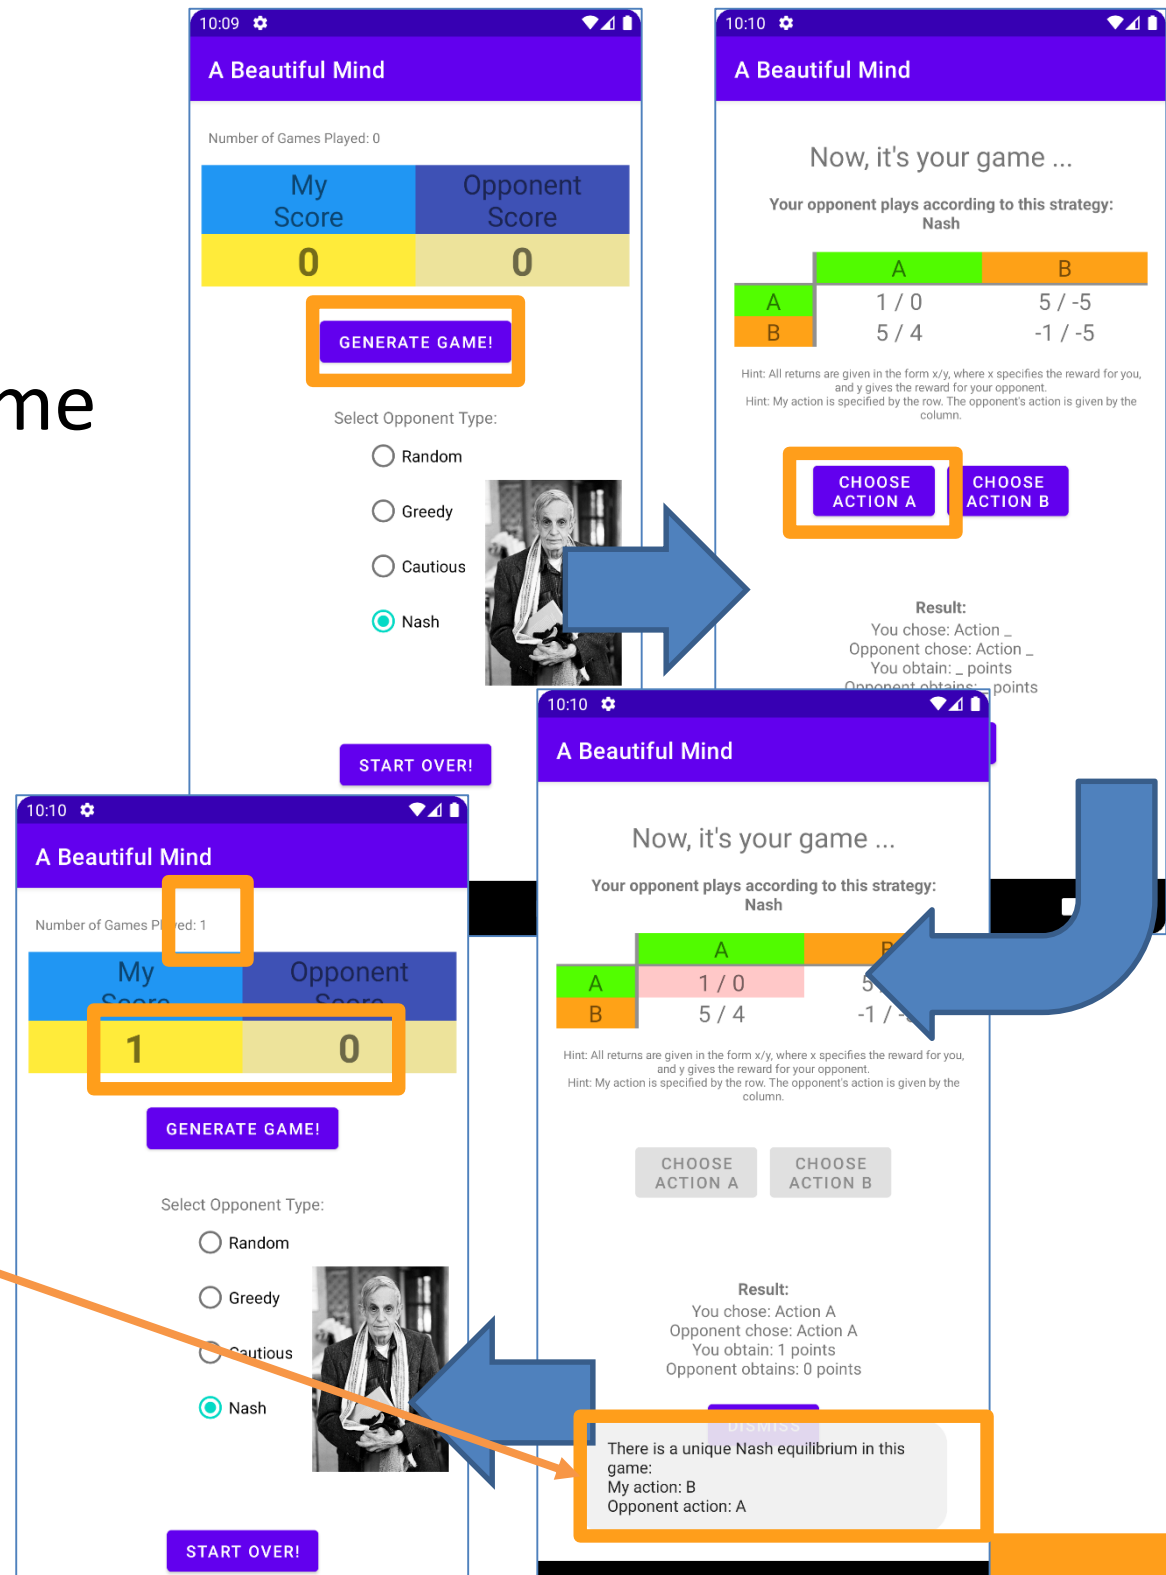 me
10:09
A Beautiful Mind
Number of Games Played: 0
My Score
Opponent Score
0
0
GENERATE GAME!
Select Opponent Type:
Random
Greedy
Cautious
Nash
START OVER!
10:10
A Beautiful Mind
Now, it's your game ...
Your opponent plays according to this strategy:
Nash
A B
A 1 / 0 5 / -5
B 5 / 4 -1 / -5
Hint: All returns are given in the form x/y, where x specifies the reward for you,
and y gives the reward for your opponent.
Hint: My action is specified by the row. The opponent's action is given by the
column.
CHOOSE ACTION A
CHOOSE ACTION B
Result:
You chose: Action _
Opponent chose: Action _
You obtain: _ points
Opponent obtains: _ points
10:10
A Beautiful Mind
Now, it's your game ...
Your opponent plays according to this strategy:
Nash
A B
A 1 / 0 5
B 5 / 4 -1 /
Hint: All returns are given in the form x/y, where x specifies the reward for you,
and y gives the reward for your opponent.
Hint: My action is specified by the row. The opponent's action is given by the
column.
CHOOSE ACTION A
CHOOSE ACTION B
Result:
You chose: Action A
Opponent chose: Action A
You obtain: 1 points
Opponent obtains: 0 points
DISMISS
There is a unique Nash equilibrium in this
game:
My action: B
Opponent action: A
10:10
A Beautiful Mind
Number of Games Played: 1
My Score
Opponent Score
1
0
GENERATE GAME!
Select Opponent Type:
Random
Greedy
Cautious
Nash
START OVER!